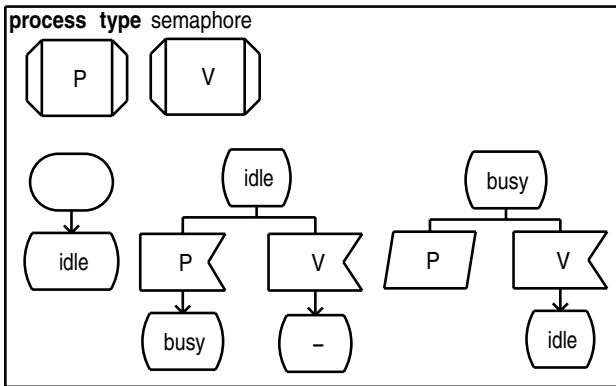 process type semaphore
P V
idle busy
idle P V P V
busy – idle